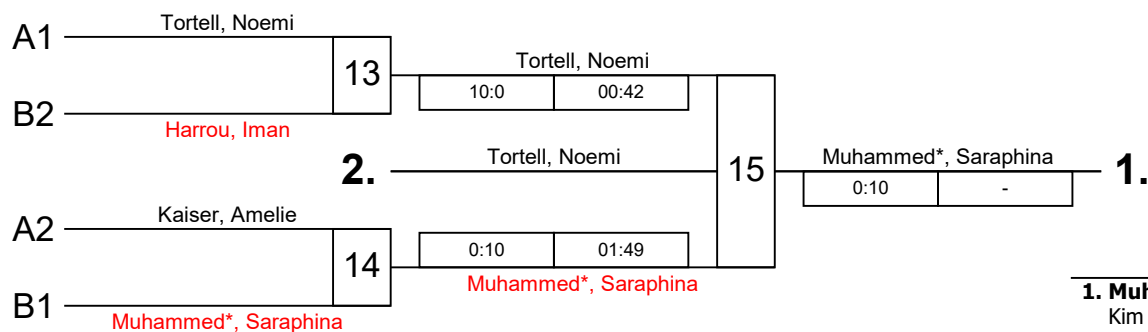 A1 Tortell, Noemi
13
Tortell, Noemi
10:0 00:42
B2 Harrou, Iman
2. Tortell, Noemi
15
Muhammed*, Saraphina 1.
0:10 -
A2 Kaiser, Amelie
14
0:10 01:49
Muhammed*, Saraphina
B1 Muhammed*, Saraphina
1.
Kim